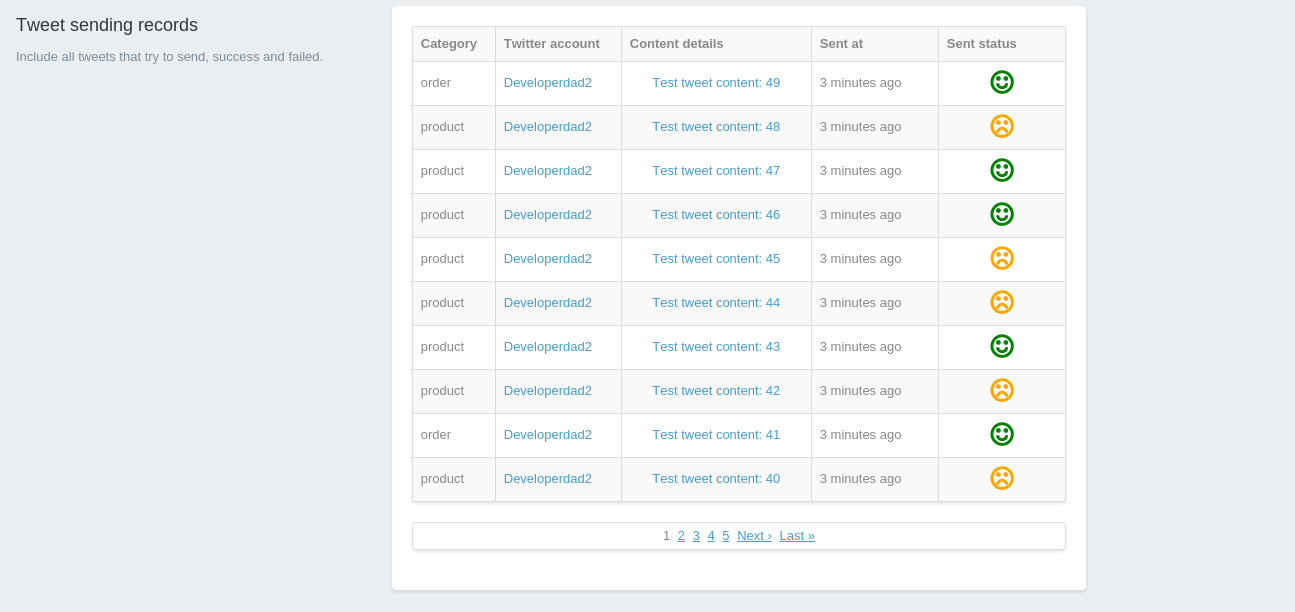 Tweet sending records
Include all tweets that try to send, success and failed.
Category Twitter account Content details Sent at Sent status
order Developerdad2 Test tweet content: 49 3 minutes ago
product Developerdad2 Test tweet content: 48 3 minutes ago
product Developerdad2 Test tweet content: 47 3 minutes ago
product Developerdad2 Test tweet content: 46 3 minutes ago
product Developerdad2 Test tweet content: 45 3 minutes ago
product Developerdad2 Test tweet content: 44 3 minutes ago
product Developerdad2 Test tweet content: 43 3 minutes ago
product Developerdad2 Test tweet content: 42 3 minutes ago
order Developerdad2 Test tweet content: 41 3 minutes ago
product Developerdad2 Test tweet content: 40 3 minutes ago
1 2 3 4 5 Next › Last »